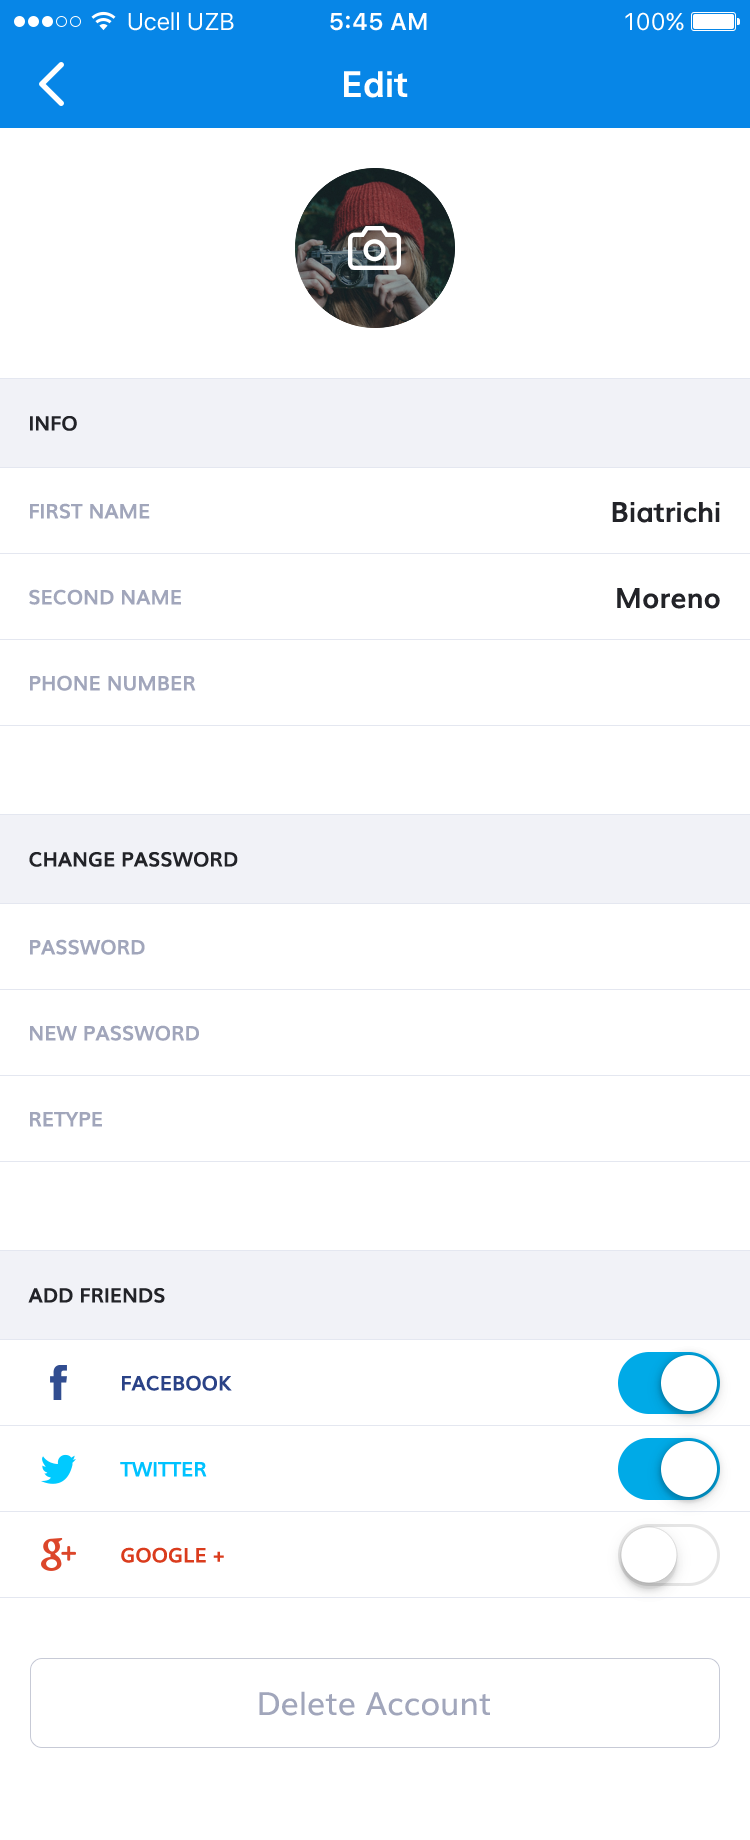 Ucell UZB 5:45 AM 100%
Edit
INFO
FIRST NAME Biatrichi
SECOND NAME Moreno
PHONE NUMBER
CHANGE PASSWORD
PASSWORD
NEW PASSWORD
RETYPE
ADD FRIENDS
f FACEBOOK
TWITTER
g+ GOOGLE +
Delete Account